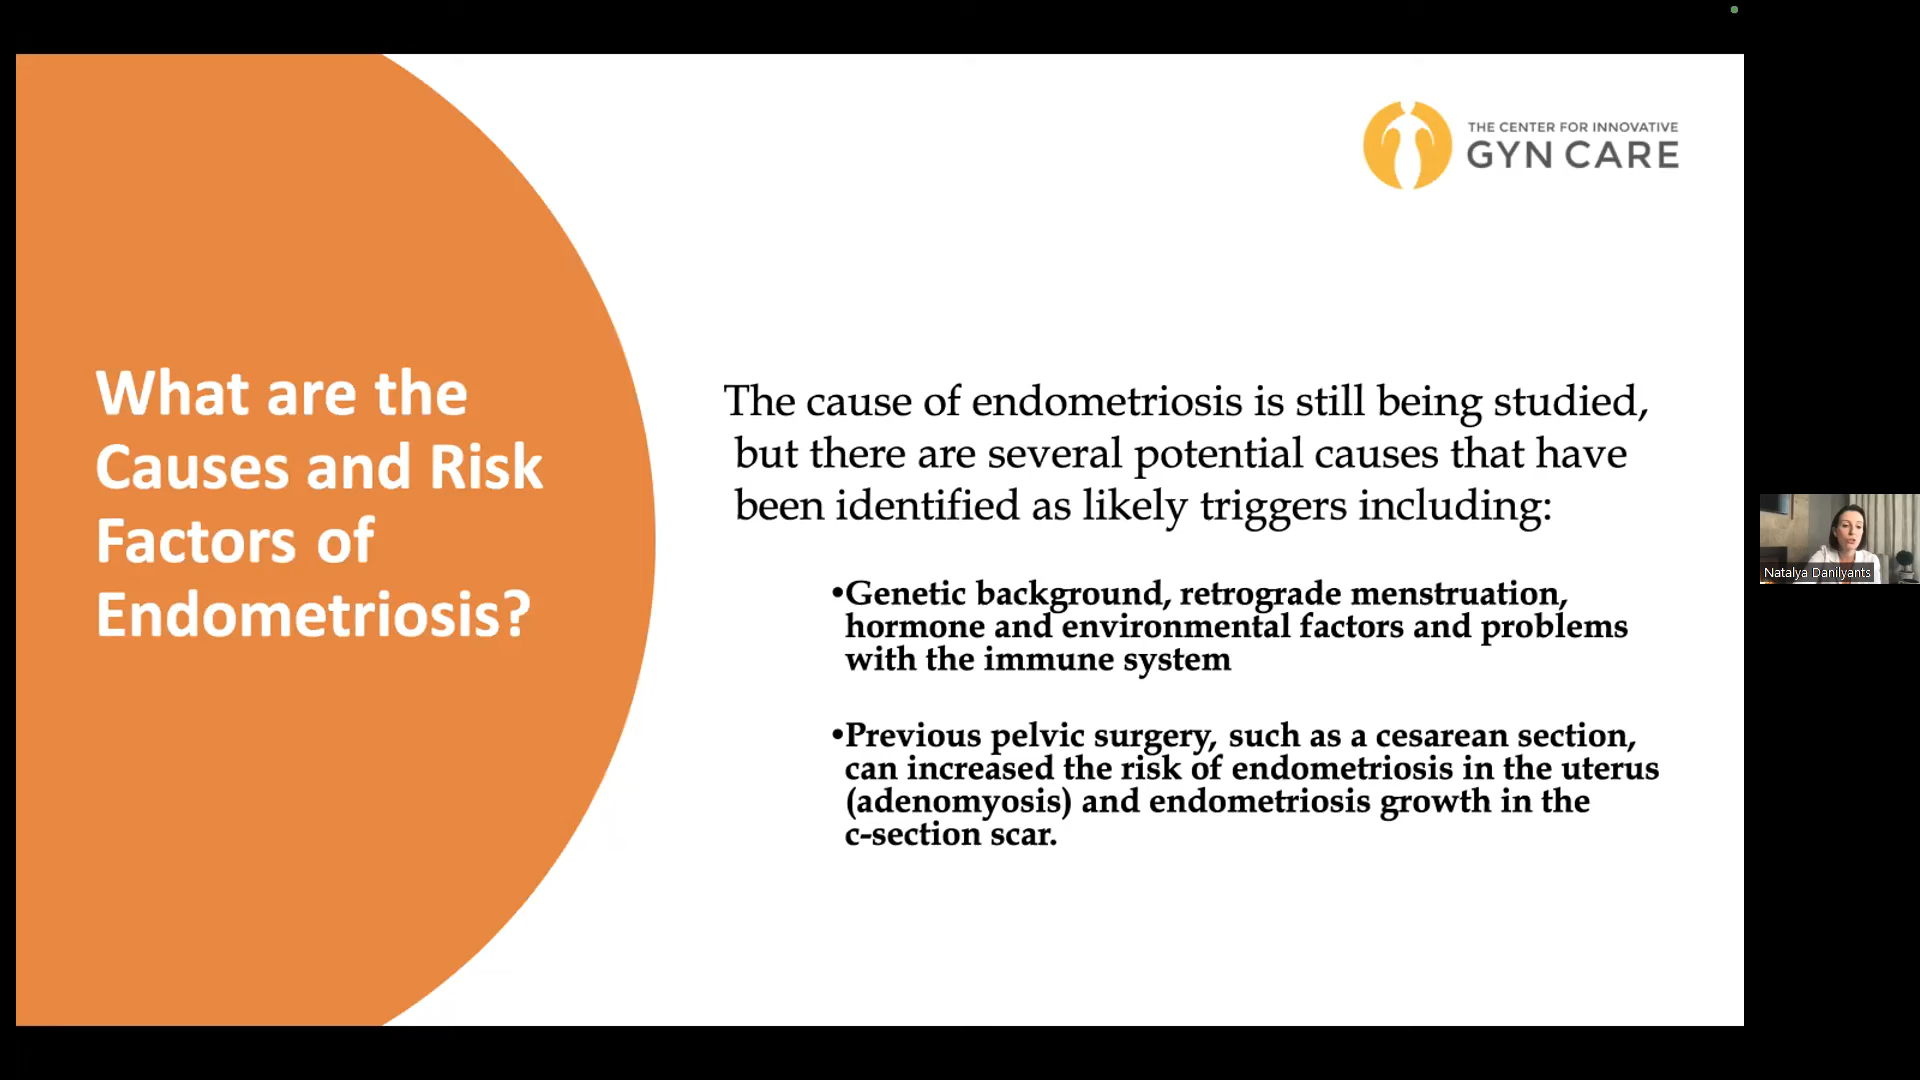 THE CENTER FOR INNOVATIVE
GYN CARE
What are the
Causes and Risk
Factors of
Endometriosis?
The cause of endometriosis is still being studied,
but there are several potential causes that have
been identified as likely triggers including:
•Genetic background, retrograde menstruation,
hormone and environmental factors and problems
with the immune system
•Previous pelvic surgery, such as a cesarean section,
can increased the risk of endometriosis in the uterus
(adenomyosis) and endometriosis growth in the
c-section scar.
Natalya Danilyants